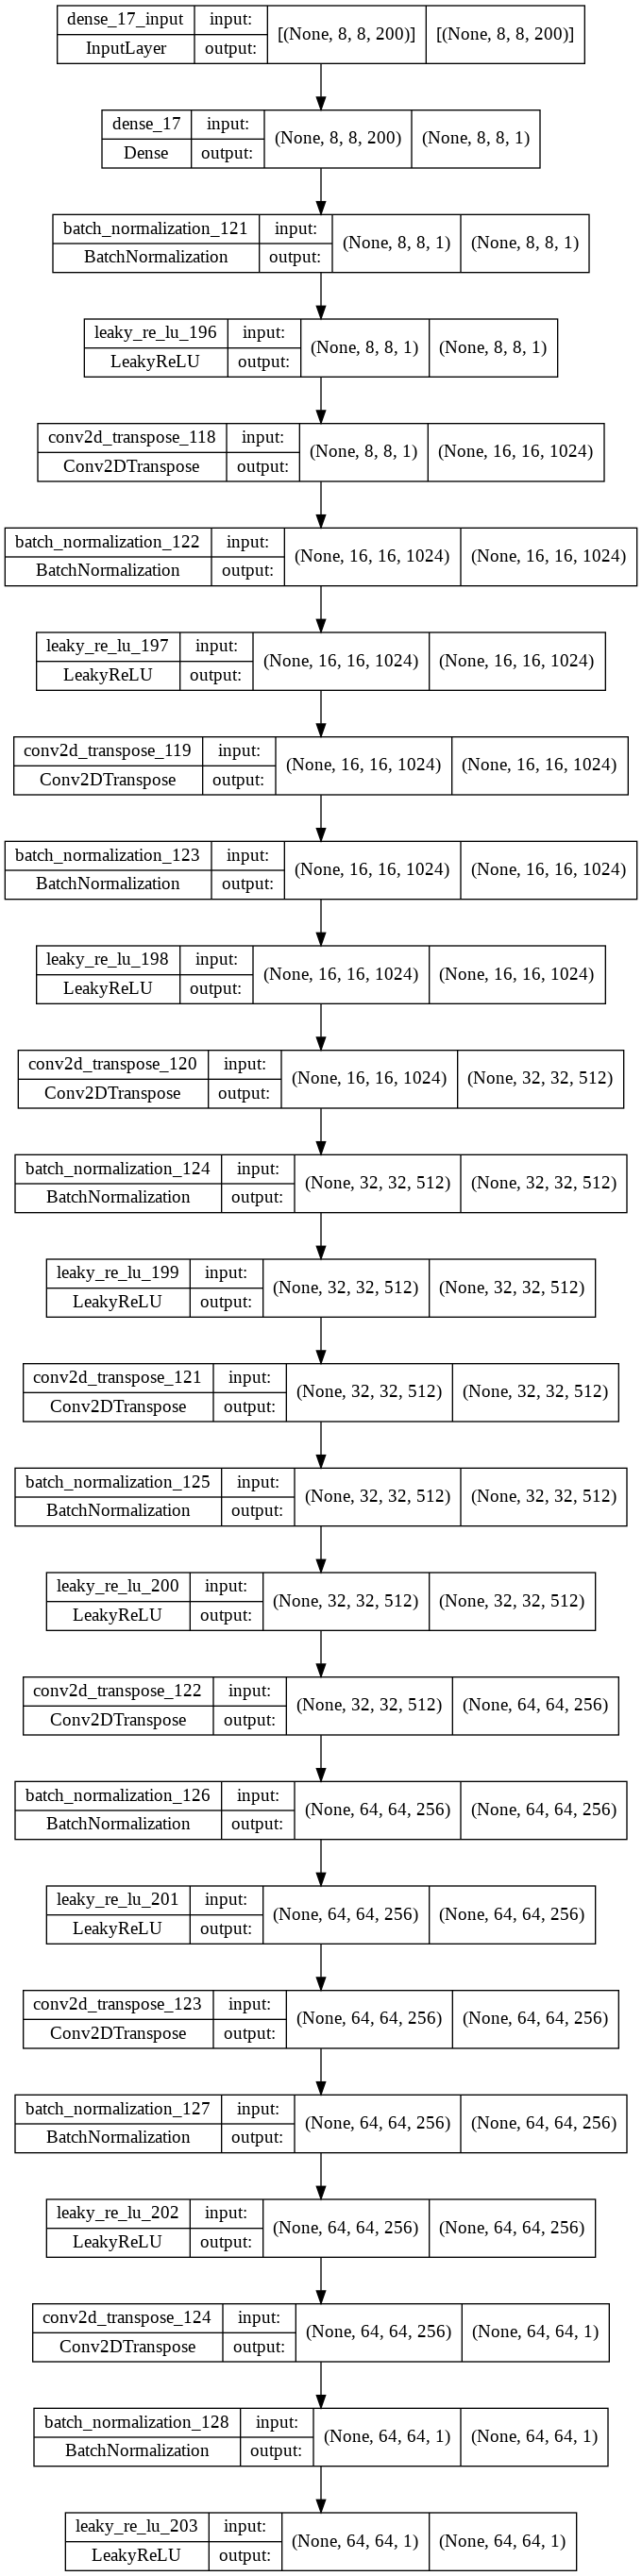 dense_17_input input: [(None, 8, 8, 200)] [(None, 8, 8, 200)]
InputLayer output:
dense_17 input: (None, 8, 8, 200) (None, 8, 8, 1)
Dense output:
batch_normalization_121 input: (None, 8, 8, 1) (None, 8, 8, 1)
BatchNormalization output:
leaky_re_lu_196 input: (None, 8, 8, 1) (None, 8, 8, 1)
LeakyReLU output:
conv2d_transpose_118 input: (None, 8, 8, 1) (None, 16, 16, 1024)
Conv2DTranspose output:
batch_normalization_122 input: (None, 16, 16, 1024) (None, 16, 16, 1024)
BatchNormalization output:
leaky_re_lu_197 input: (None, 16, 16, 1024) (None, 16, 16, 1024)
LeakyReLU output:
conv2d_transpose_119 input: (None, 16, 16, 1024) (None, 16, 16, 1024)
Conv2DTranspose output:
batch_normalization_123 input: (None, 16, 16, 1024) (None, 16, 16, 1024)
BatchNormalization output:
leaky_re_lu_198 input: (None, 16, 16, 1024) (None, 16, 16, 1024)
LeakyReLU output:
conv2d_transpose_120 input: (None, 16, 16, 1024) (None, 32, 32, 512)
Conv2DTranspose output:
batch_normalization_124 input: (None, 32, 32, 512) (None, 32, 32, 512)
BatchNormalization output:
leaky_re_lu_199 input: (None, 32, 32, 512) (None, 32, 32, 512)
LeakyReLU output:
conv2d_transpose_121 input: (None, 32, 32, 512) (None, 32, 32, 512)
Conv2DTranspose output:
batch_normalization_125 input: (None, 32, 32, 512) (None, 32, 32, 512)
BatchNormalization output:
leaky_re_lu_200 input: (None, 32, 32, 512) (None, 32, 32, 512)
LeakyReLU output:
conv2d_transpose_122 input: (None, 32, 32, 512) (None, 64, 64, 256)
Conv2DTranspose output:
batch_normalization_126 input: (None, 64, 64, 256) (None, 64, 64, 256)
BatchNormalization output:
leaky_re_lu_201 input: (None, 64, 64, 256) (None, 64, 64, 256)
LeakyReLU output:
conv2d_transpose_123 input: (None, 64, 64, 256) (None, 64, 64, 256)
Conv2DTranspose output:
batch_normalization_127 input: (None, 64, 64, 256) (None, 64, 64, 256)
BatchNormalization output:
leaky_re_lu_202 input: (None, 64, 64, 256) (None, 64, 64, 256)
LeakyReLU output:
conv2d_transpose_124 input: (None, 64, 64, 256) (None, 64, 64, 1)
Conv2DTranspose output:
batch_normalization_128 input: (None, 64, 64, 1) (None, 64, 64, 1)
BatchNormalization output:
leaky_re_lu_203 input: (None, 64, 64, 1) (None, 64, 64, 1)
LeakyReLU output: